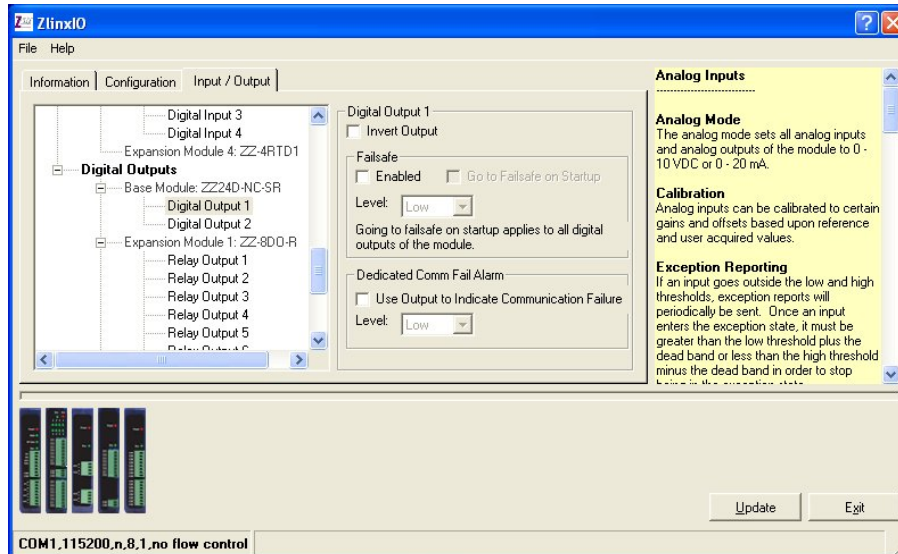 ZlinxIO
File Help
Information Configuration Input / Output
Digital Input 3
Digital Input 4
Expansion Module 4: ZZ-4RTD1
Digital Outputs
Base Module: ZZ24D-NC-SR
Digital Output 1
Digital Output 2
Expansion Module 1: ZZ-8DO-R
Relay Output 1
Relay Output 2
Relay Output 3
Relay Output 4
Relay Output 5
Digital Output 1
Invert Output
Failsafe
Enabled Go to Failsafe on Startup
Level: Low
Going to failsafe on startup applies to all digital
outputs of the module.
Dedicated Comm Fail Alarm
Use Output to Indicate Communication Failure
Level: Low
Analog Inputs
---------------------------
Analog Mode
The analog mode sets all analog inputs
and analog outputs of the module to 0 -
10 VDC or 0 - 20 mA.
Calibration
Analog inputs can be calibrated to certain
gains and offsets based upon reference
and user acquired values.
Exception Reporting
If an input goes outside the low and high
thresholds, exception reports will
periodically be sent. Once an input
enters the exception state, it must be
greater than the low threshold plus the
dead band or less than the high threshold
minus the dead band in order to stop
being in the exception state.
Update Exit
COM1,115200,n,8,1,no flow control